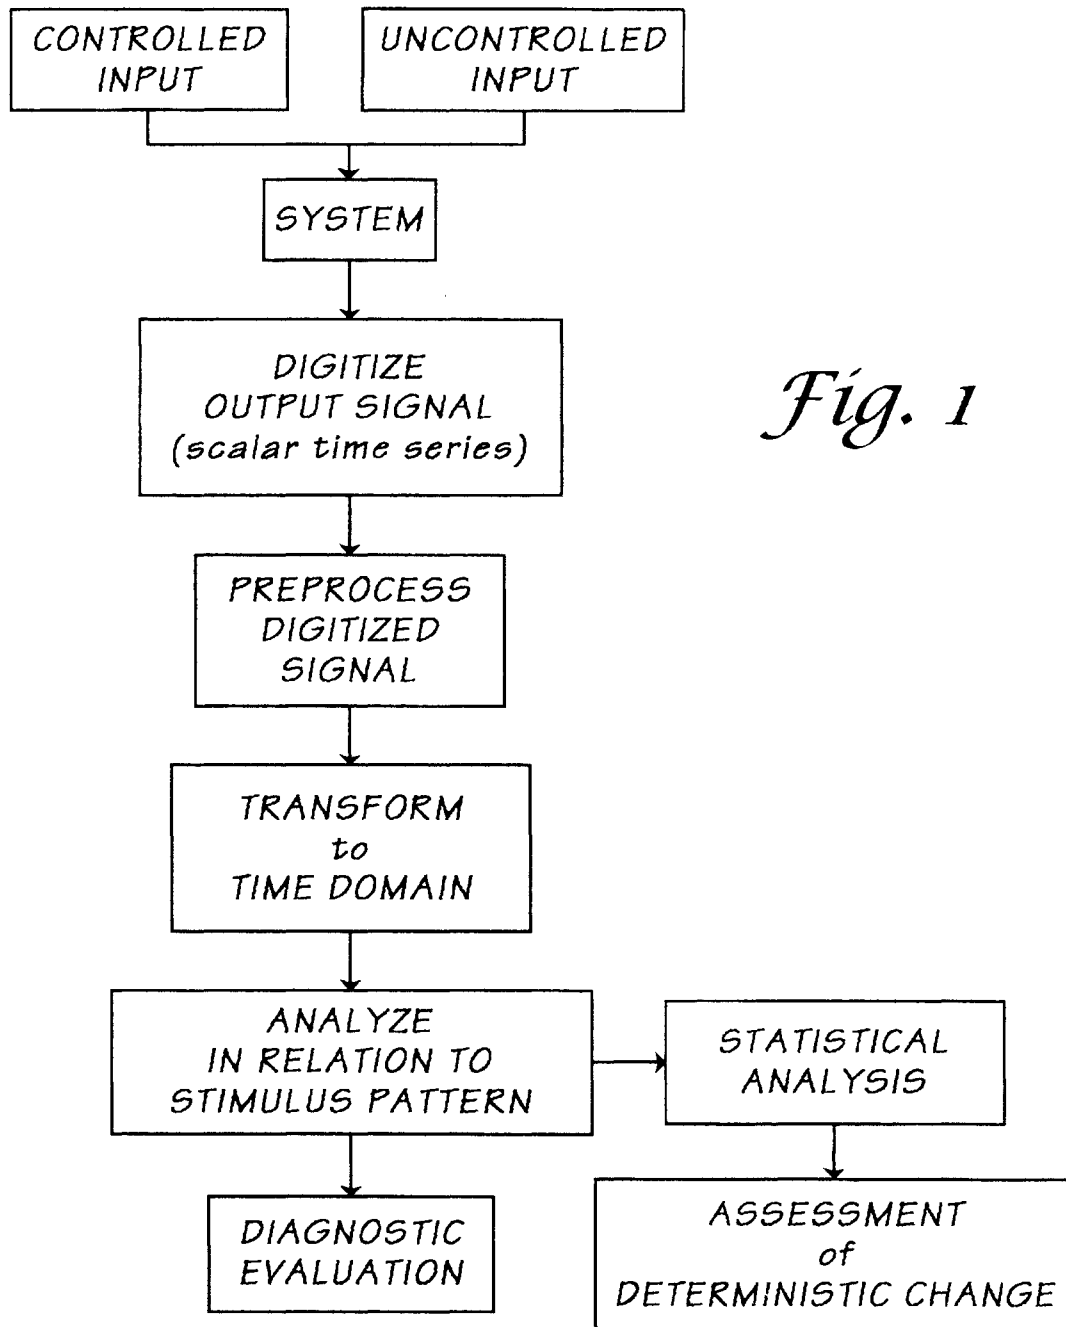 CONTROLLED
INPUT
UNCONTROLLED
INPUT
SYSTEM
DIGITIZE
OUTPUT SIGNAL
(scalar time series)
Fig. 1
PREPROCESS
DIGITIZED
SIGNAL
TRANSFORM
to
TIME DOMAIN
ANALYZE
IN RELATION TO
STIMULUS PATTERN
STATISTICAL
ANALYSIS
DIAGNOSTIC
EVALUATION
ASSESSMENT
of
DETERMINISTIC CHANGE